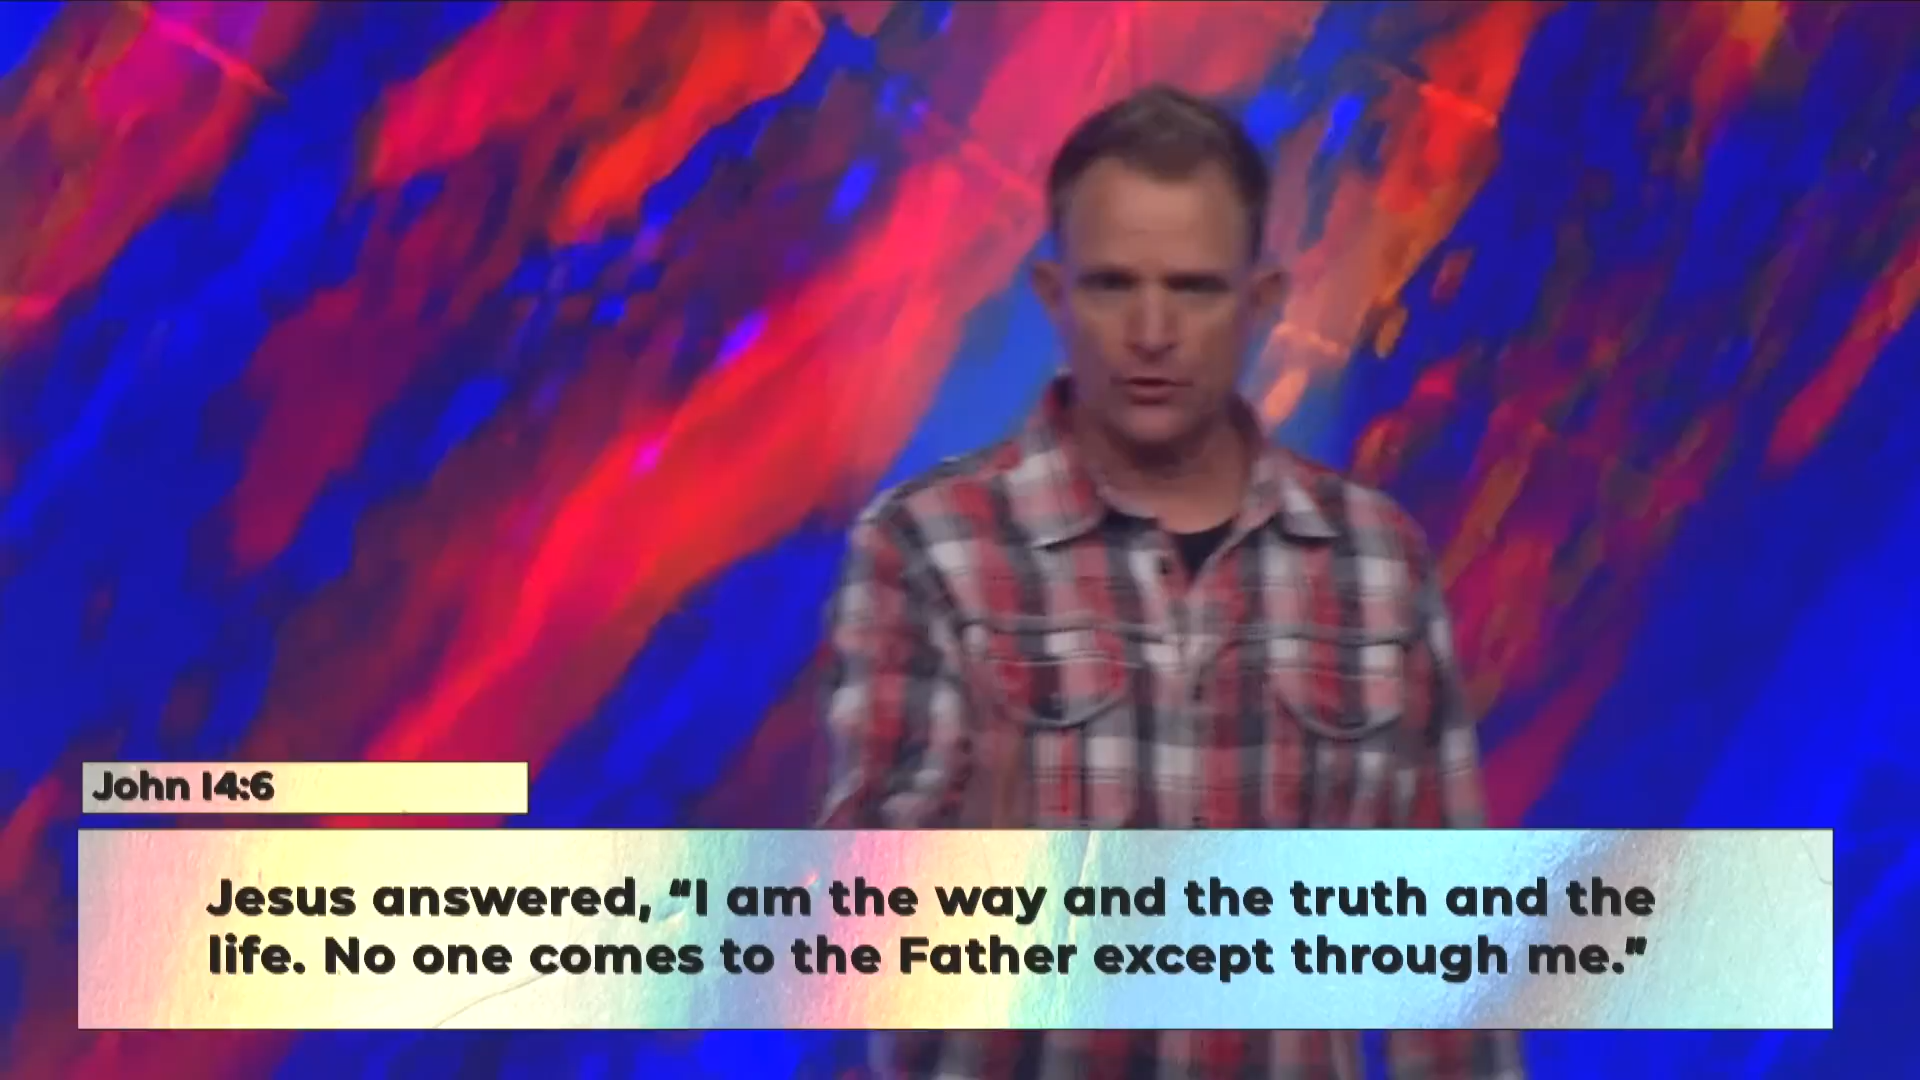 John 14:6
Jesus answered, “I am the way and the truth and the
life. No one comes to the Father except through me.”